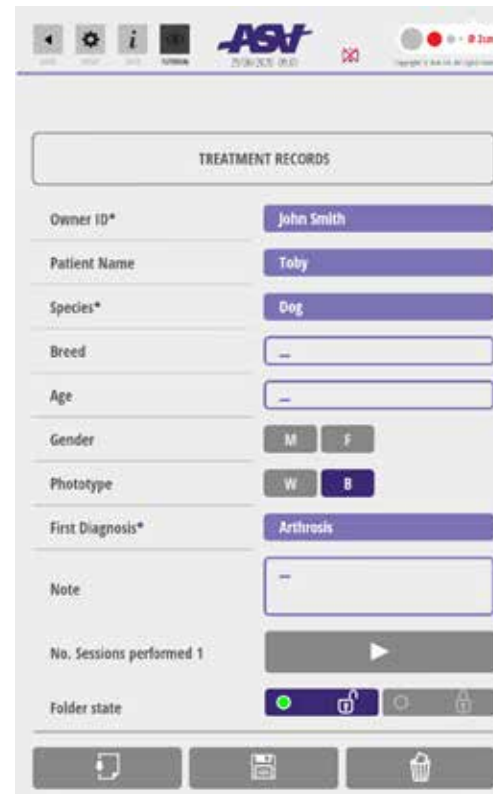 ASA
TUTORIAL
TREATMENT RECORDS
Owner ID* John Smith
Patient Name Toby
Species* Dog
Breed _
Age _
Gender M F
Phototype W B
First Diagnosis* Arthrosis
Note _
No. Sessions performed 1
Folder state